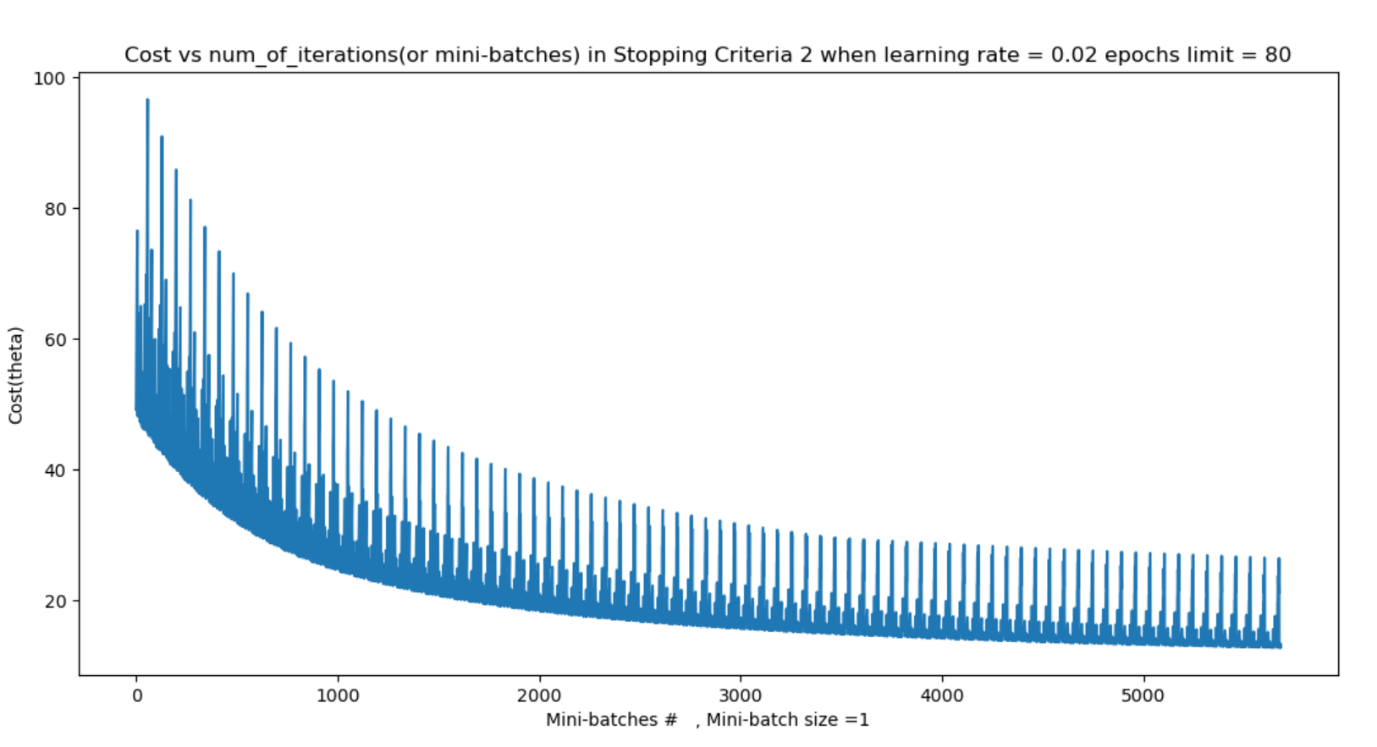 Cost vs num_of_iterations(or mini-batches) in Stopping Criteria 2 when learning rate = 0.02 epochs limit = 80
100
80
60
40
20
Cost(theta)
0 1000 2000 3000 4000 5000
Mini-batches # , Mini-batch size =1